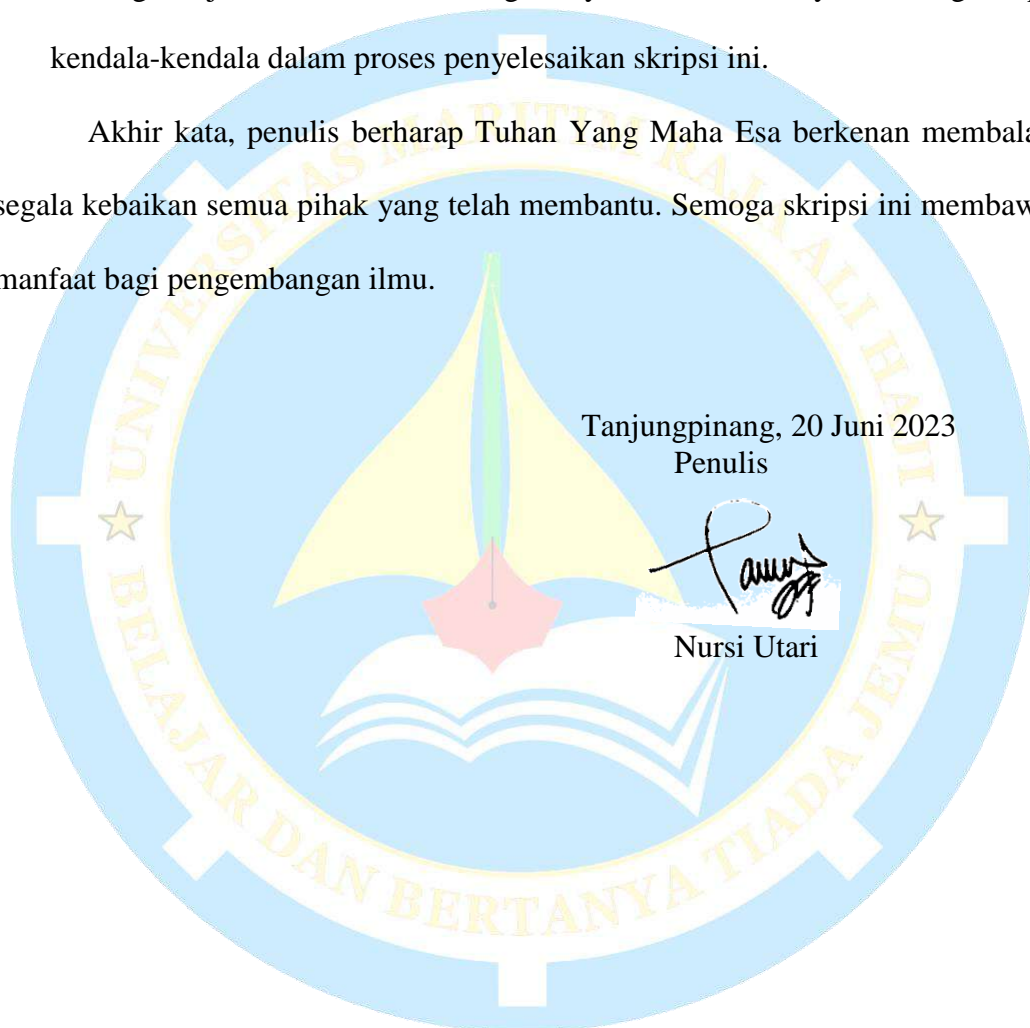 kendala-kendala dalam proses penyelesaikan skripsi ini.
Akhir kata, penulis berharap Tuhan Yang Maha Esa berkenan
segala kebaikan semua pihak yang telah membantu. Semoga skripsi ini
manfaat bagi pengembangan ilmu.
Tanjungpinang, 20 Juni 2023
Penulis
Nursi Utari
UNIVERSITAS MARITIM RAJA ALI HAJI
BELAJAR DAN BERTANYA TIADA JEMU